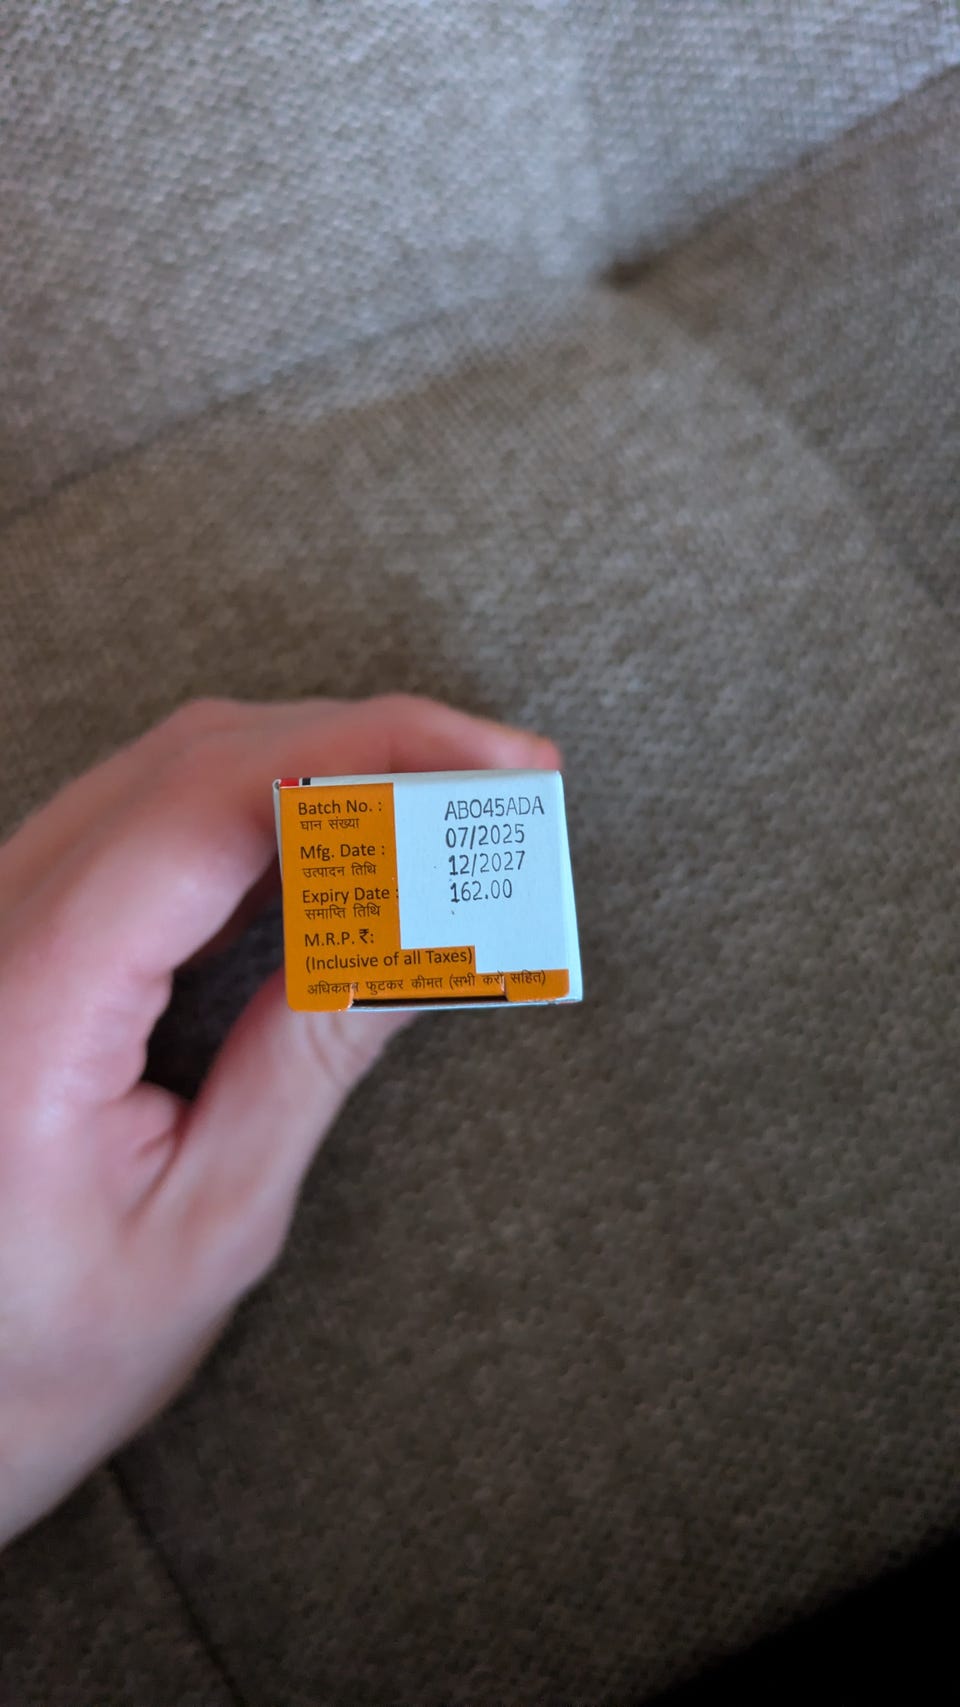 Batch No. : AB045ADA
घान संख्या
Mfg. Date : 07/2025
उत्पादन तिथि
Expiry Date : 12/2027
समाप्ति तिथि
M.R.P. ₹: 162.00
(Inclusive of all Taxes)
अधिकतम फुटकर कीमत (सभी करों सहित)